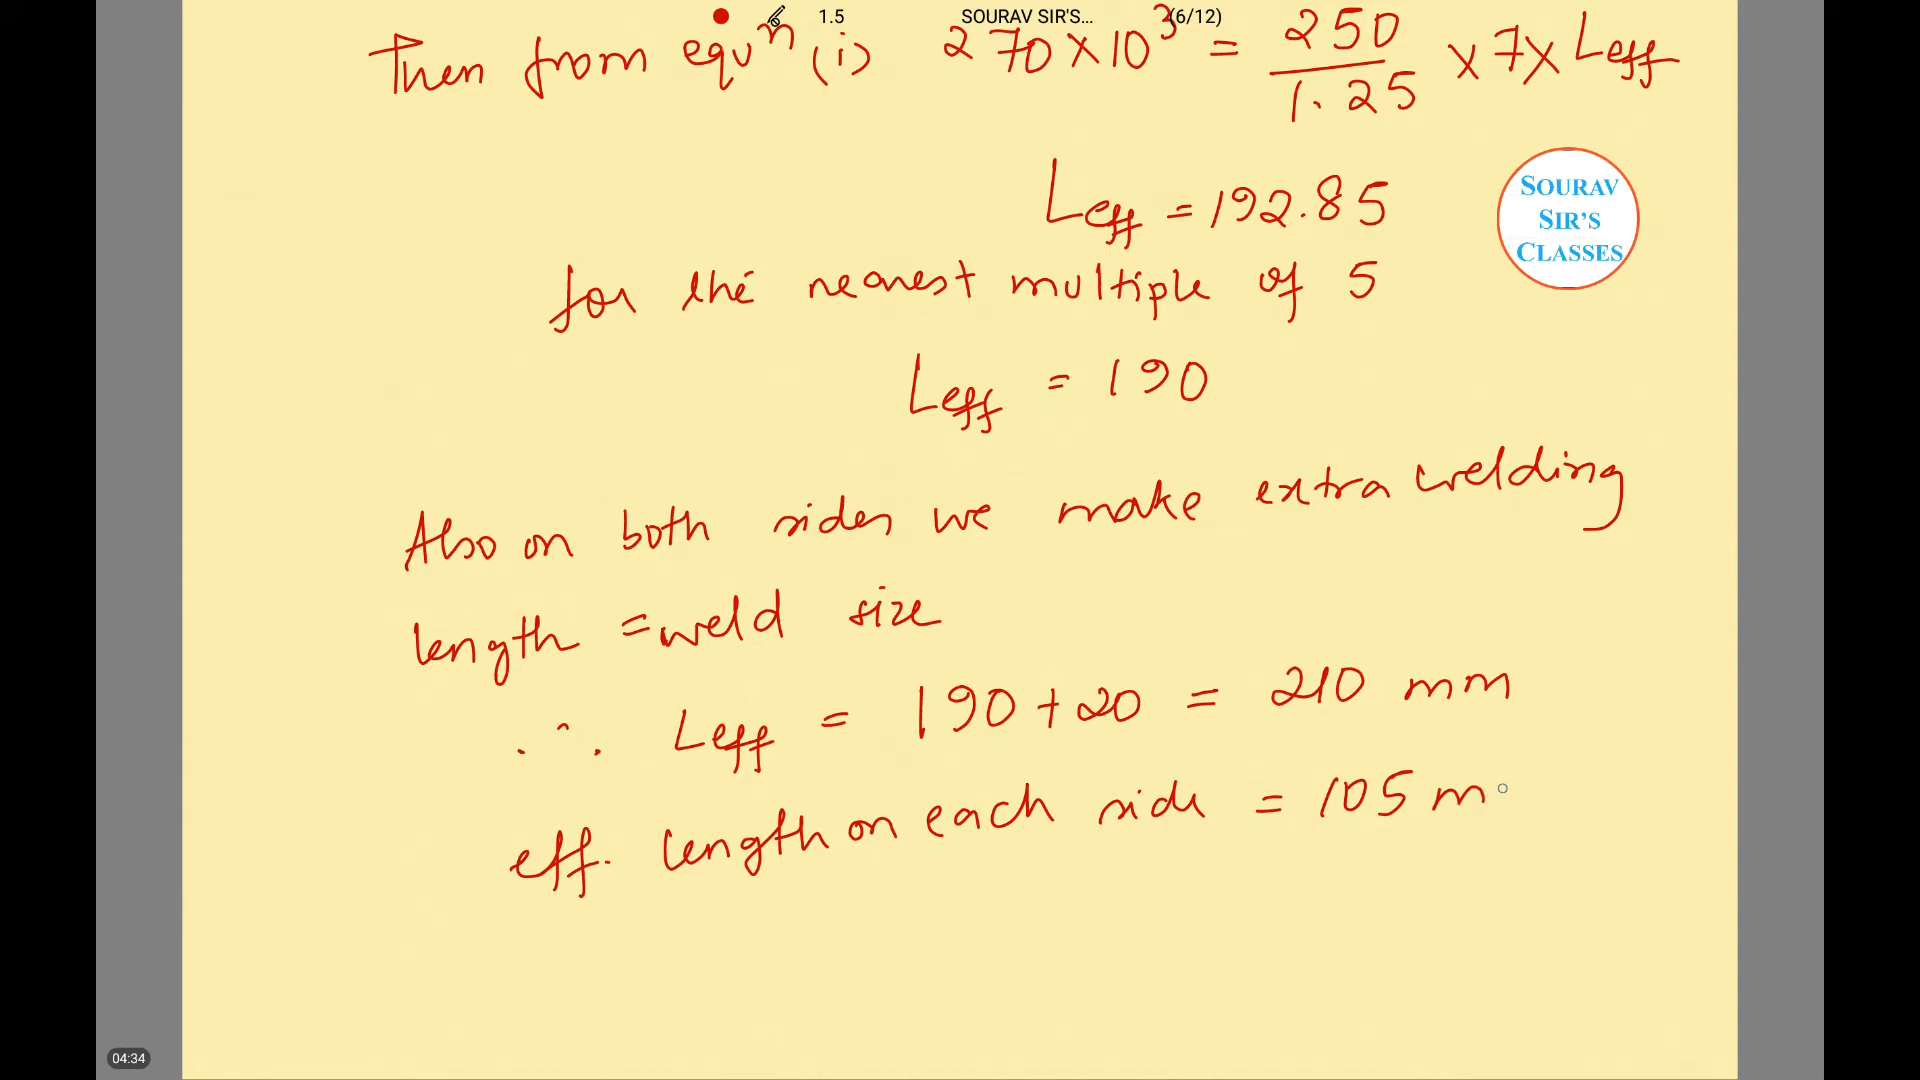 1.5 SOURAV SIR'S... (6/12)
Then from equⁿ (i) 270×10³ = 250/1.25 ×7× Leff
Leff = 192.85
SOURAV
SIR'S
CLASSES
for the nearest multiple of 5
Leff = 190
Also on both sides we make extra welding
length = weld size
∴ Leff = 190 + 20 = 210 mm
eff. length on each side = 105 m
04:34